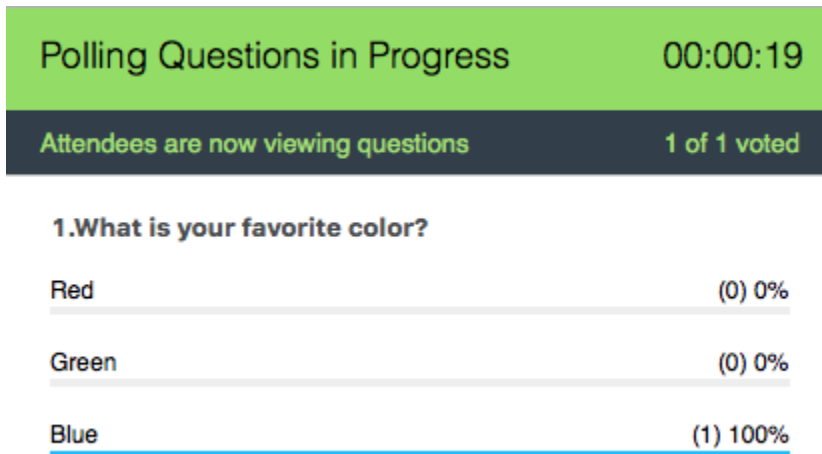 Polling Questions in Progress 00:00:19
Attendees are now viewing questions 1 of 1 voted
1.What is your favorite color?
Red (0) 0%
Green (0) 0%
Blue (1) 100%